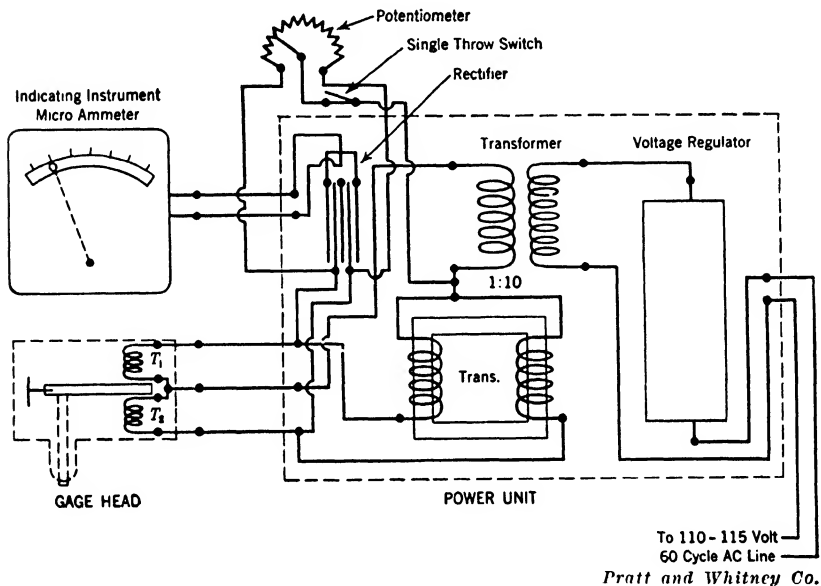 Potentiometer
Single Throw Switch
Rectifier
Indicating Instrument
Micro Ammeter
Transformer
Voltage Regulator
1:10
T₁
Trans.
T₂
GAGE HEAD
POWER UNIT
To 110-115 Volt
60 Cycle AC Line
Pratt and Whitney Co.